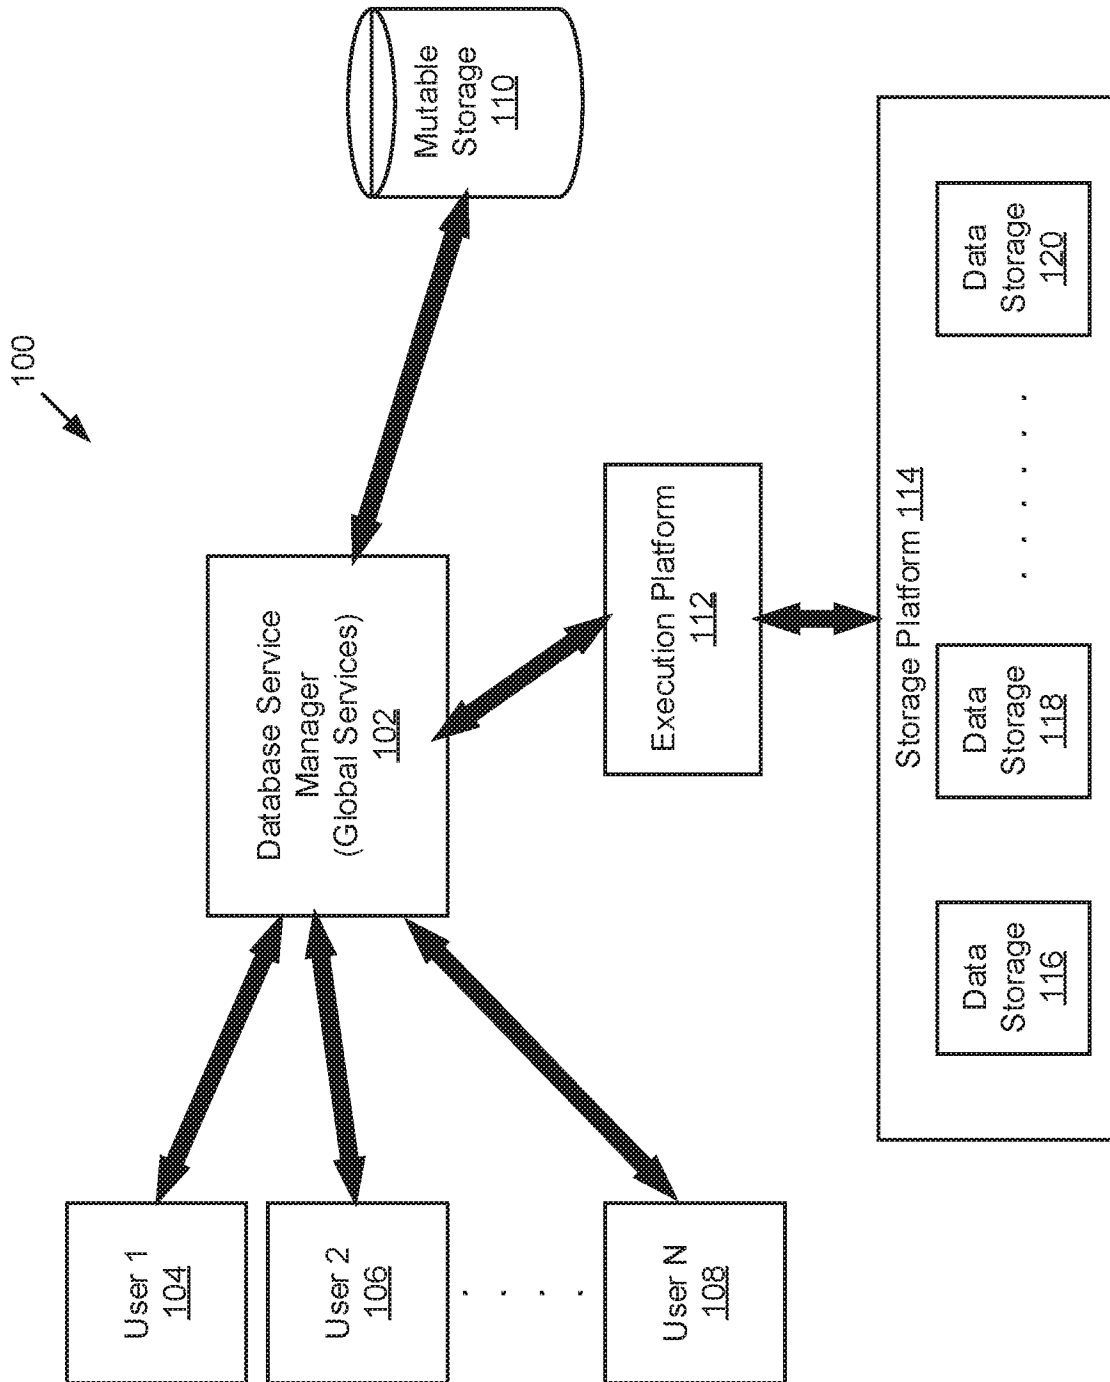 100
User 1
104
User 2
106
User N
108
Database Service
Manager
(Global Services)
102
Mutable
Storage
110
Execution Platform
112
Storage Platform 114
Data
Storage
116
Data
Storage
118
Data
Storage
120